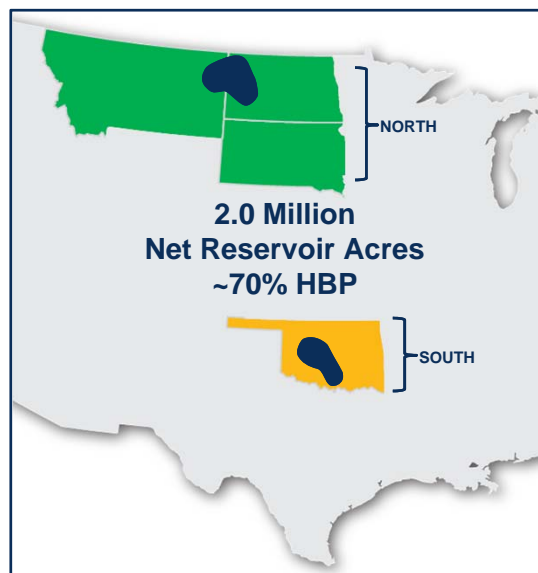 NORTH
2.0 Million
Net Reservoir Acres
~70% HBP
SOUTH